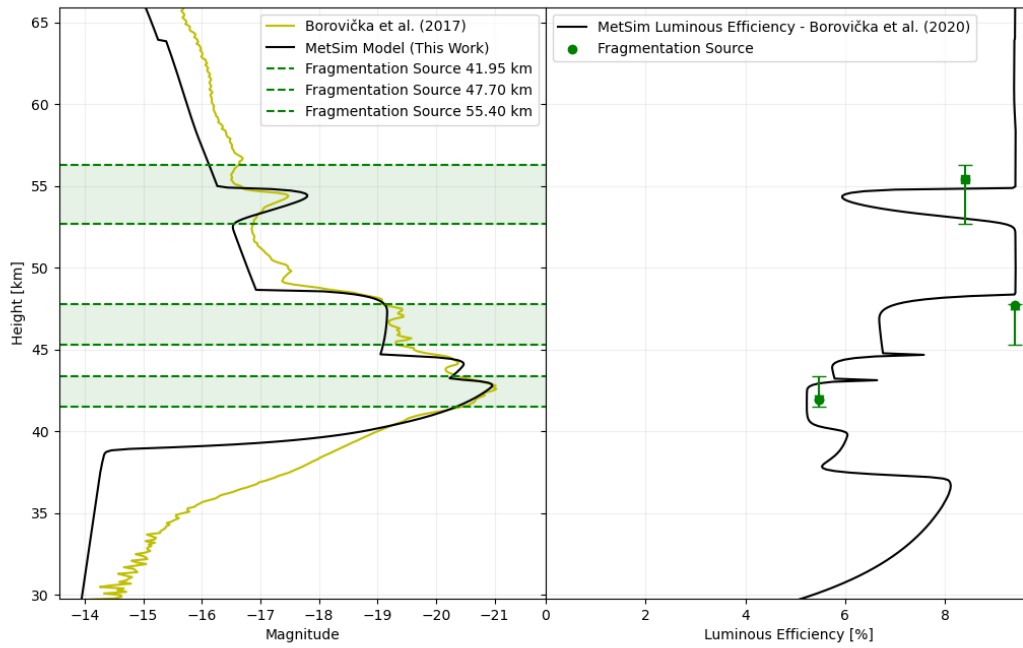 Borovička et al. (2017)
MetSim Model (This Work)
Fragmentation Source 41.95 km
Fragmentation Source 47.70 km
Fragmentation Source 55.40 km
MetSim Luminous Efficiency - Borovička et al. (2020)
Fragmentation Source
65
60
55
50
45
40
35
30
Height [km]
−14
−15
−16
−17
−18
−19
−20
−21
Magnitude
0
2
4
6
8
Luminous Efficiency [%]